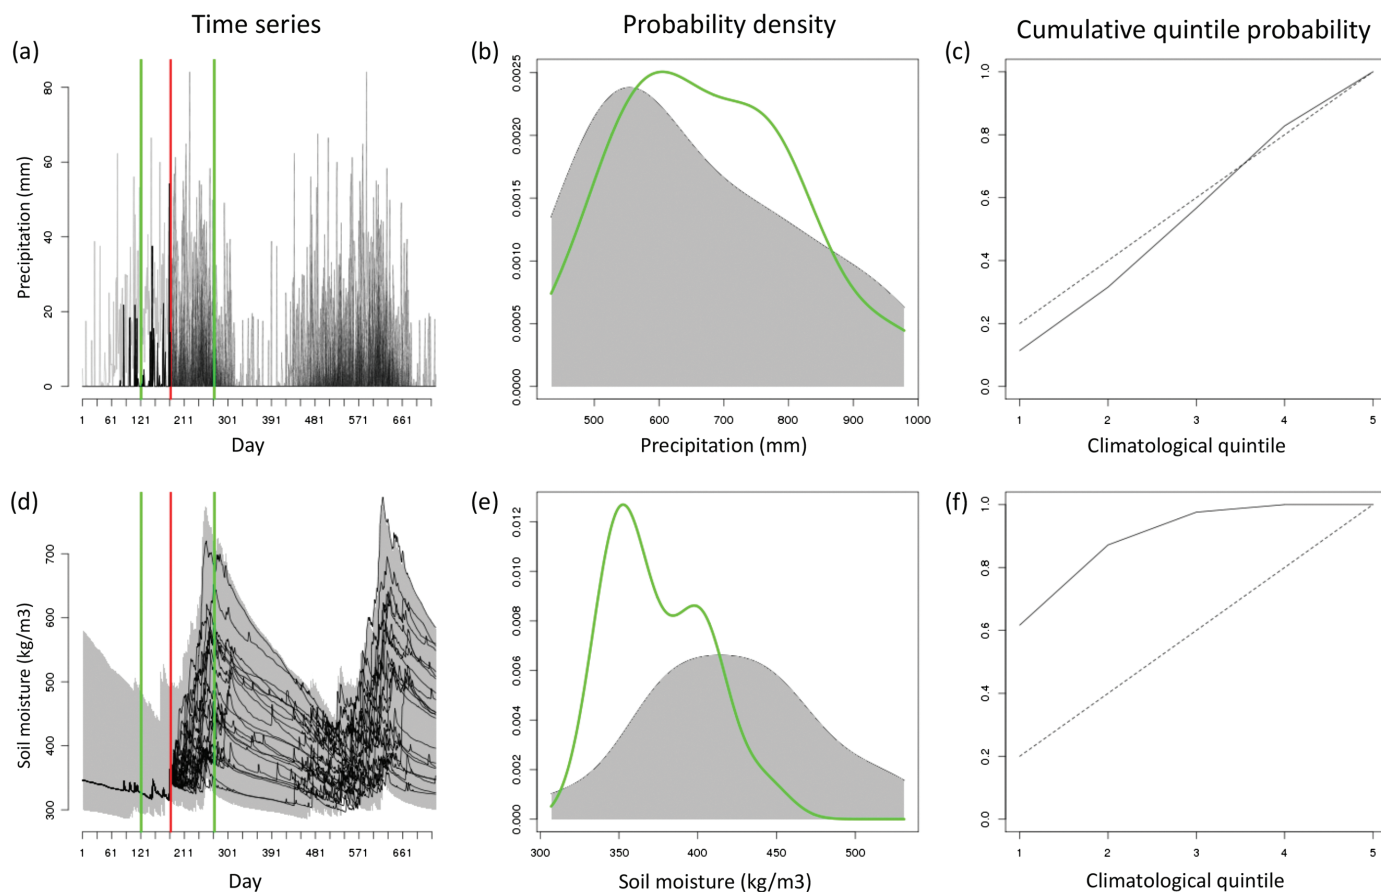 Time series
Probability density
Cumulative quintile probability
(a)
Precipitation (mm)
80
60
40
20
0
1 61 121 211 301 391 481 571 661
Day
(b)
0.0025
0.0020
0.0015
0.0010
0.0005
0.0000
500 600 700 800 900 1000
Precipitation (mm)
(c)
1.0
0.8
0.6
0.4
0.2
0.0
1 2 3 4 5
Climatological quintile
(d)
Soil moisture (kg/m3)
700
600
500
400
300
1 61 121 211 301 391 481 571 661
Day
(e)
0.012
0.010
0.008
0.006
0.004
0.002
0.000
300 350 400 450 500
Soil moisture (kg/m3)
(f)
1.0
0.8
0.6
0.4
0.2
0.0
1 2 3 4 5
Climatological quintile